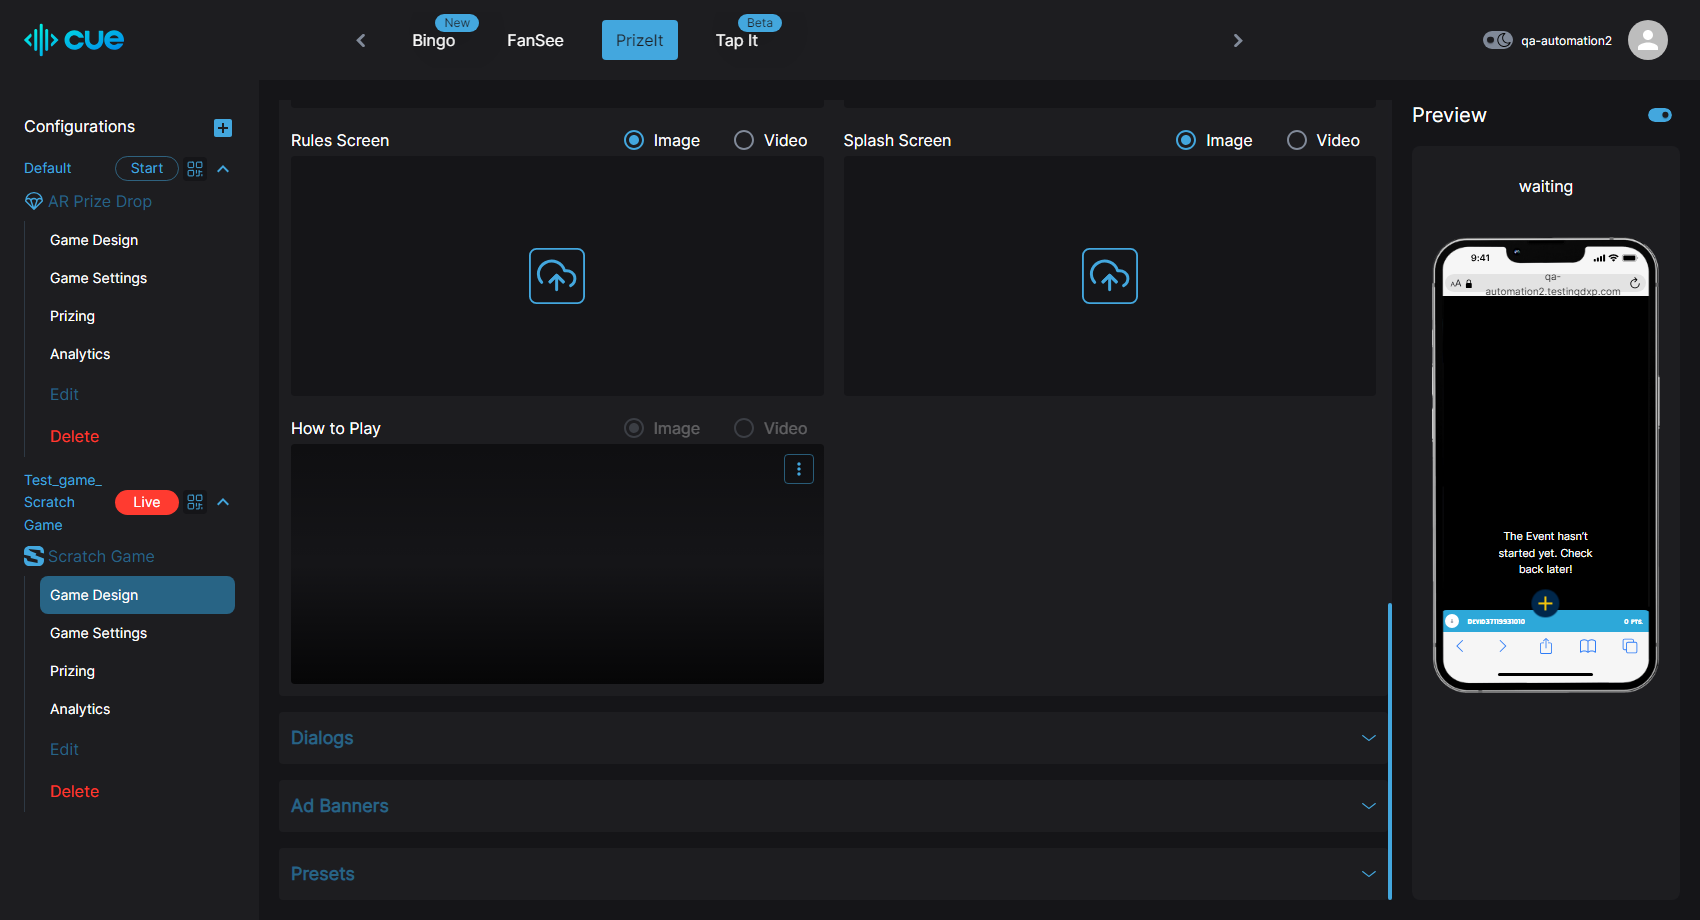 cue
New
Bingo
FanSee
PrizeIt
Beta
Tap It
qa-automation2
Configurations
Default
Start
AR Prize Drop
Game Design
Game Settings
Prizing
Analytics
Edit
Delete
Test_game_
Scratch
Game
Live
Scratch Game
Game Design
Game Settings
Prizing
Analytics
Edit
Delete
Rules Screen
Image
Video
Splash Screen
Image
Video
How to Play
Image
Video
Dialogs
Ad Banners
Presets
Preview
waiting
9:41
qa-
AA
automation2.testingdxp.com
The Event hasn't
started yet. Check
back later!
0 PTS.